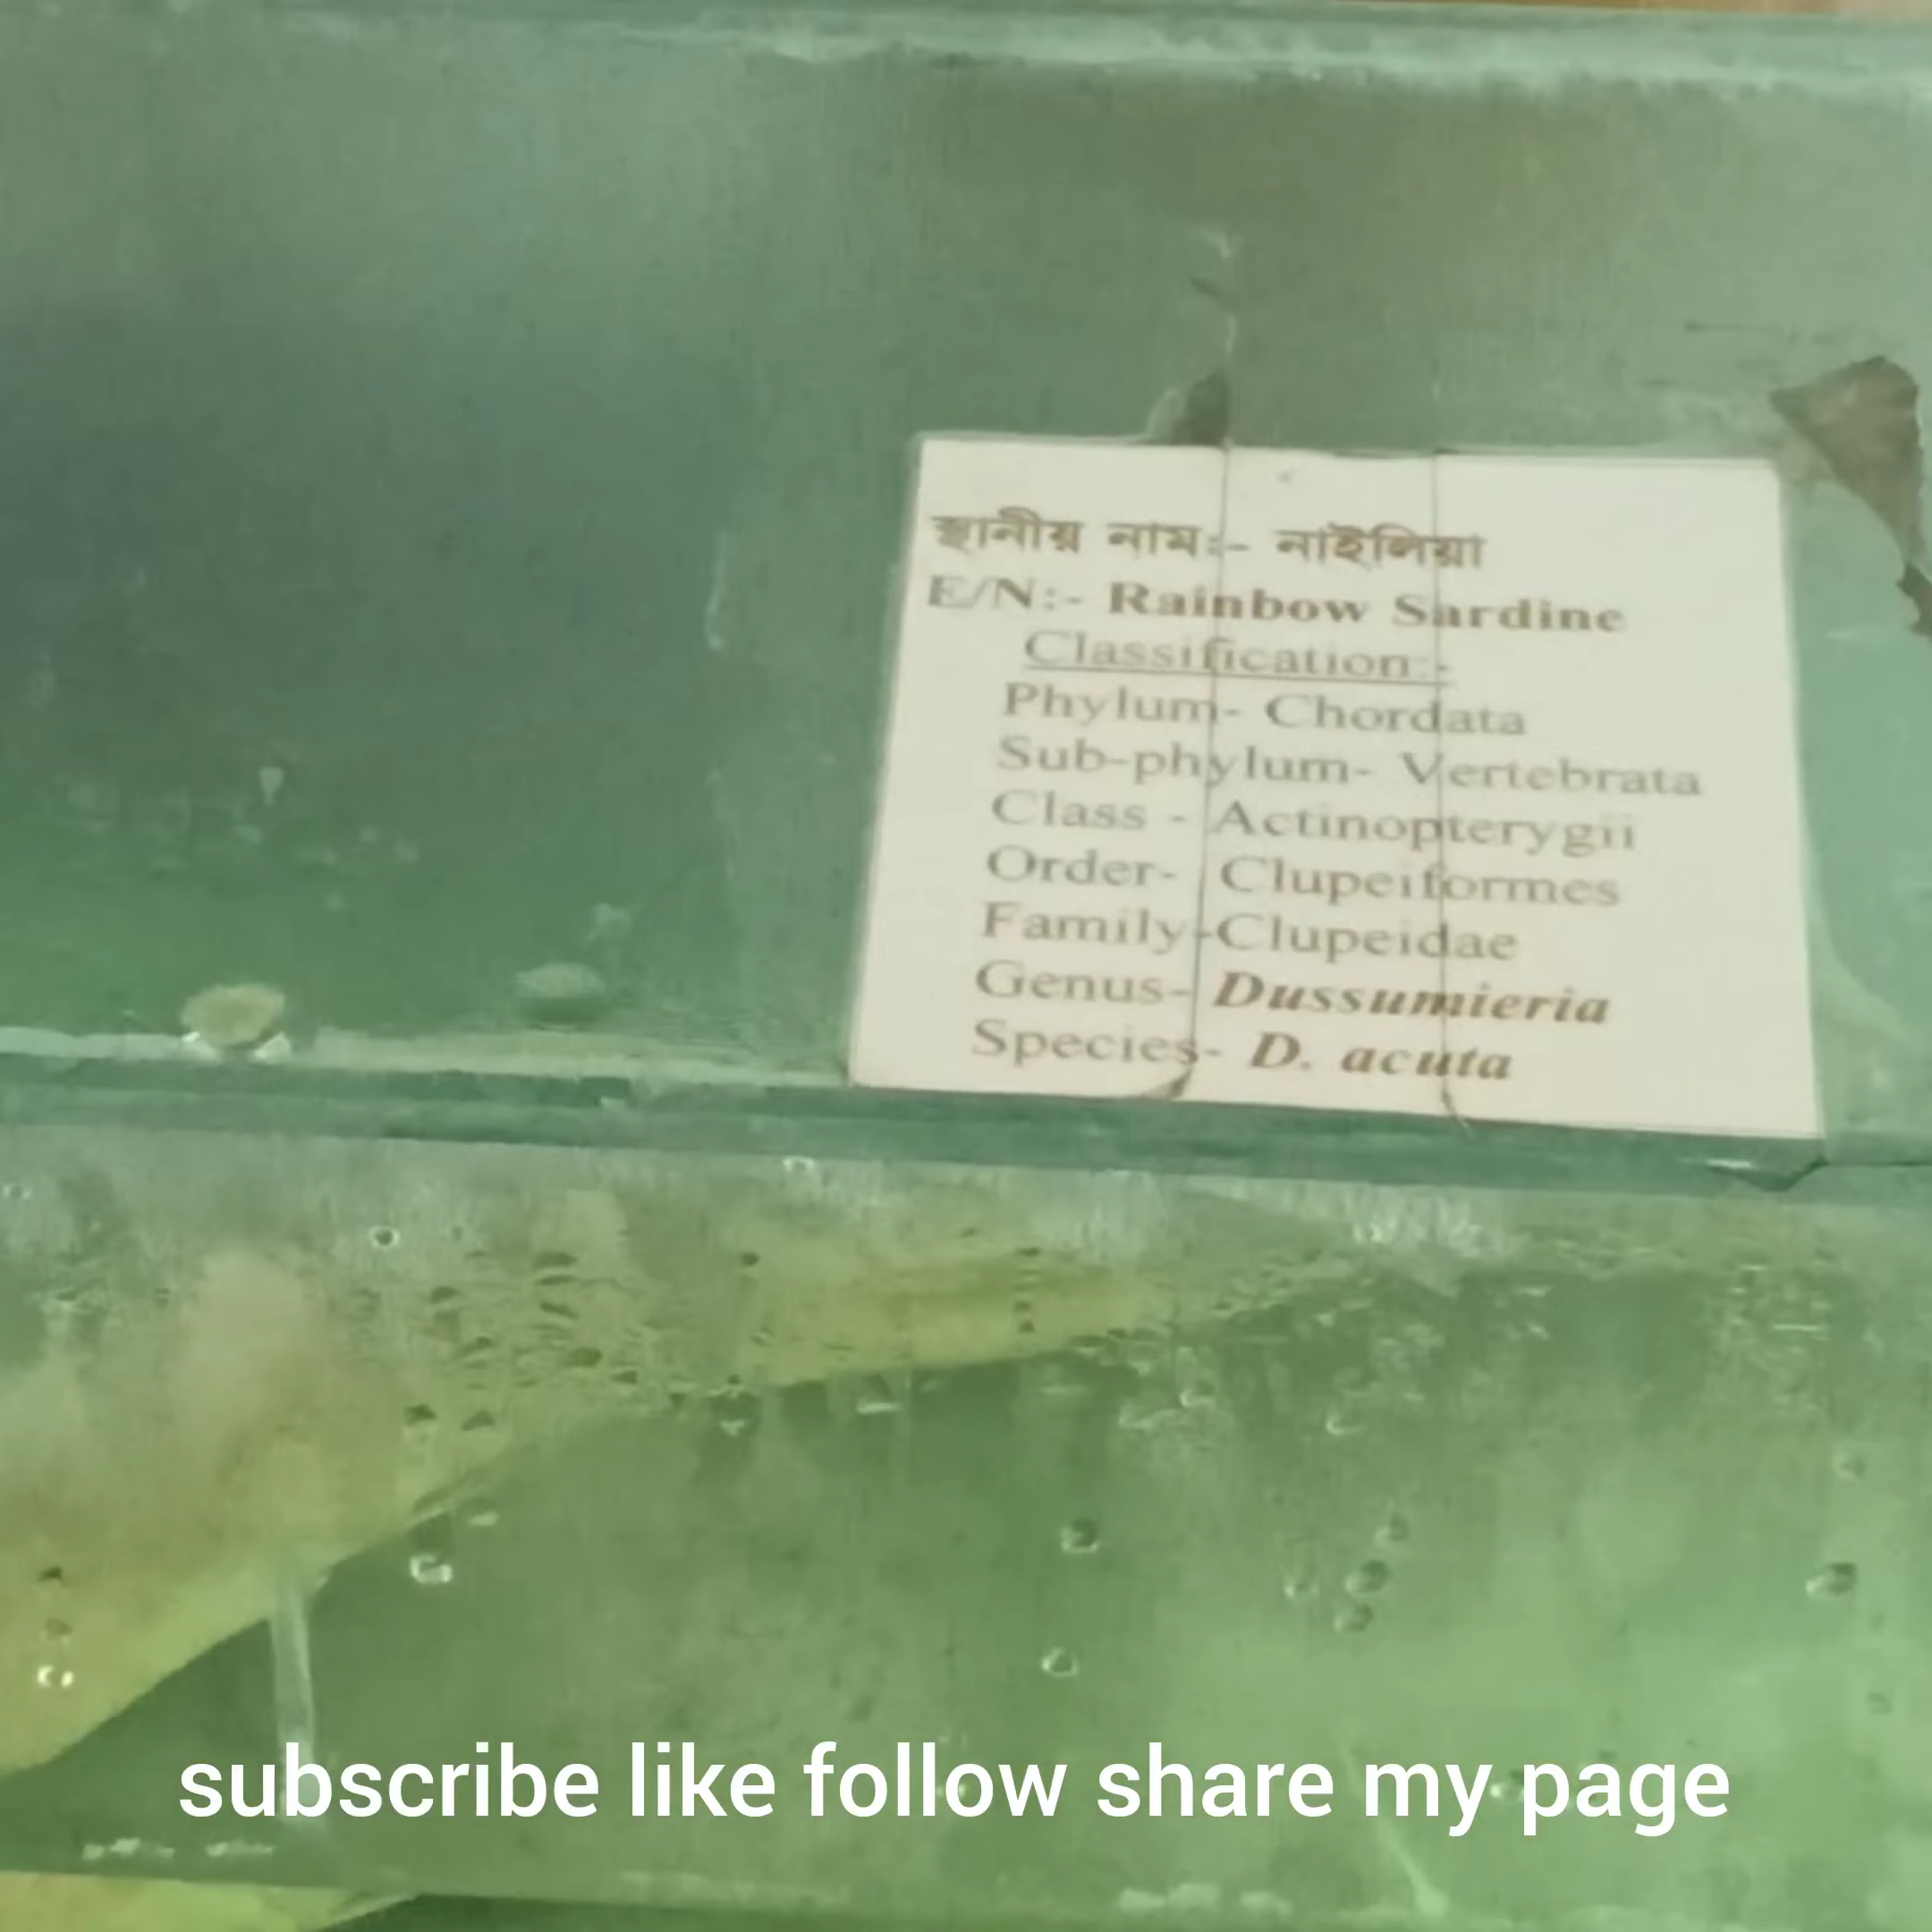 স্থানীয় নাম:- নাইলিয়া
E/N:- Rainbow Sardine
Classification:-
Phylum- Chordata
Sub-phylum- Vertebrata
Class - Actinopterygii
Order- Clupeiformes
Family-Clupeidae
Genus- Dussumieria
Species- D. acuta
subscribe like follow share my page